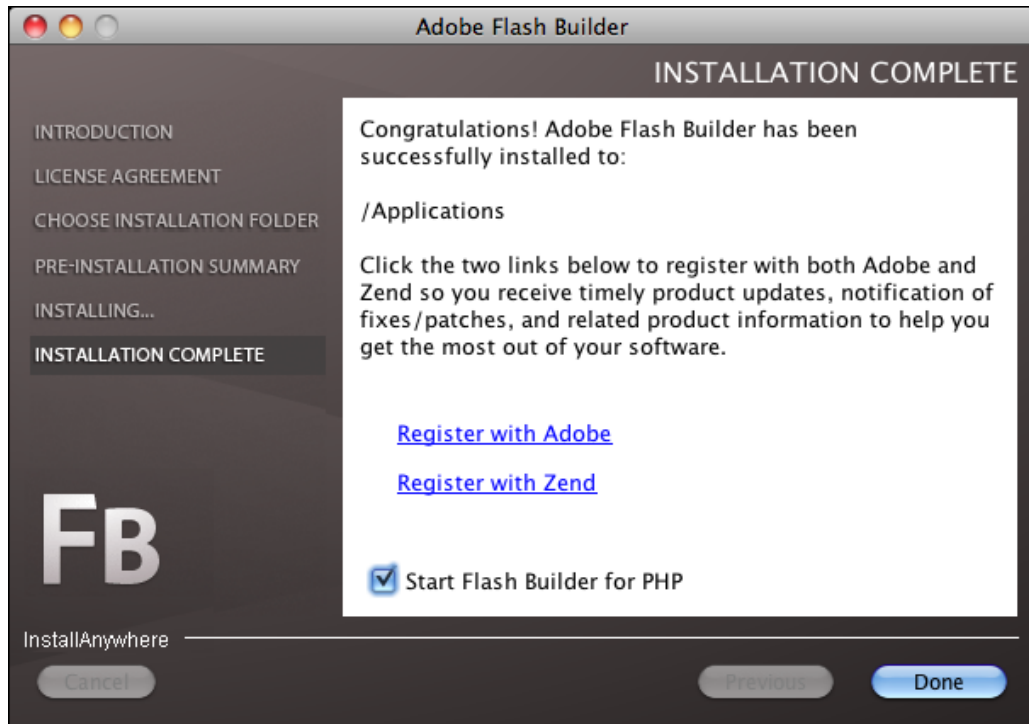 Adobe Flash Builder
INSTALLATION COMPLETE
INTRODUCTION
LICENSE AGREEMENT
CHOOSE INSTALLATION FOLDER
PRE-INSTALLATION SUMMARY
INSTALLING...
INSTALLATION COMPLETE
Congratulations! Adobe Flash Builder has been
successfully installed to:
/Applications
Click the two links below to register with both Adobe and
Zend so you receive timely product updates, notification of
fixes/patches, and related product information to help you
get the most out of your software.
Register with Adobe
Register with Zend
Start Flash Builder for PHP
FB
InstallAnywhere
Cancel
Previous
Done